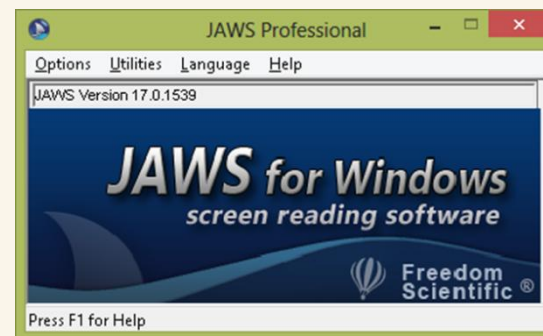 JAWS Professional
Options Utilities Language Help
JAWS Version 17.0.1539
JAWS for Windows
screen reading software
Freedom
Scientific ®
Press F1 for Help